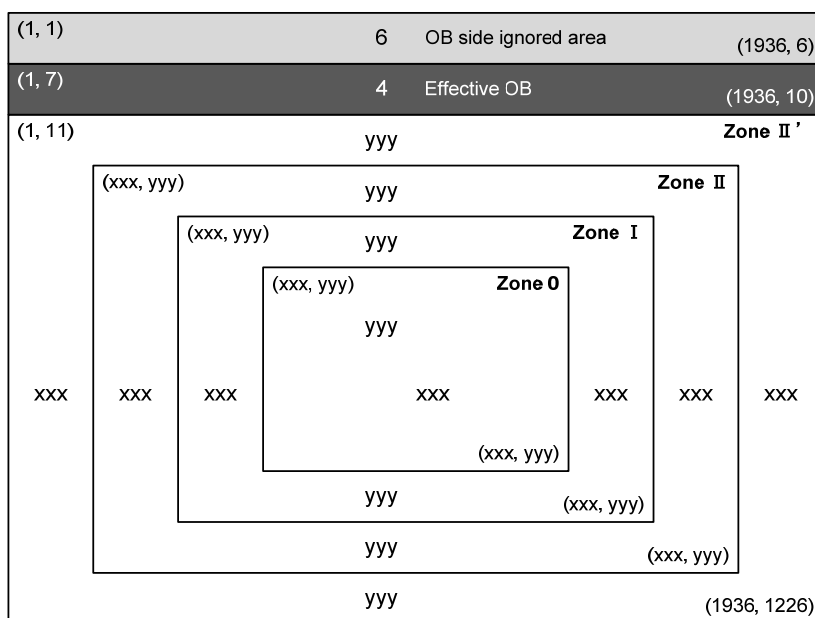 (1, 1)
6 OB side ignored area
(1936, 6)
(1, 7)
4 Effective OB
(1936, 10)
(1, 11)
Zone Ⅱ’
yyy
(xxx, yyy)
Zone Ⅱ
yyy
(xxx, yyy)
Zone Ⅰ
yyy
(xxx, yyy)
Zone 0
yyy
xxx xxx xxx xxx xxx xxx xxx
(xxx, yyy)
yyy
(xxx, yyy)
yyy
(xxx, yyy)
yyy
(1936, 1226)